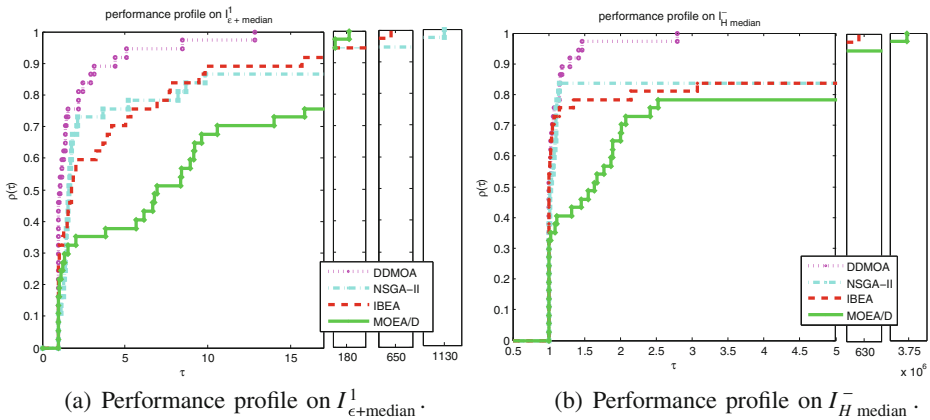 performance profile on I¹ε+ median
ρ(τ)
1
0.9
0.8
0.7
0.6
0.5
0.4
0.3
0.2
0.1
0
0 5 10 15
τ
180 650 1130
DDMOA
NSGA−II
IBEA
MOEA/D
(a) Performance profile on I¹ϵ+median.
performance profile on I−H median
ρ(τ)
1
0.9
0.8
0.7
0.6
0.5
0.4
0.3
0.2
0.1
0
0.5 1 1.5 2 2.5 3 3.5 4 4.5 5
τ
630 3.75
x 10⁶
DDMOA
NSGA−II
IBEA
MOEA/D
(b) Performance profile on I−H median.